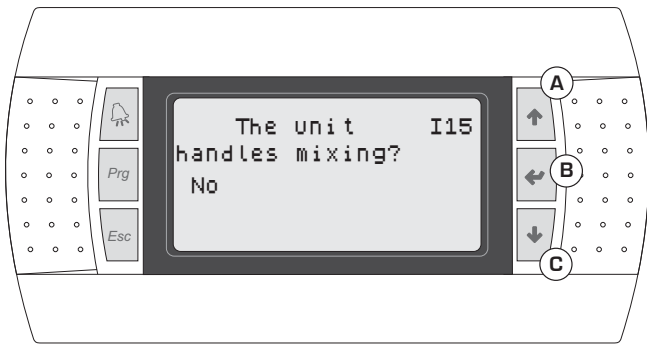 The unit I15
handles mixing?
No
Prg
Esc
A
B
C